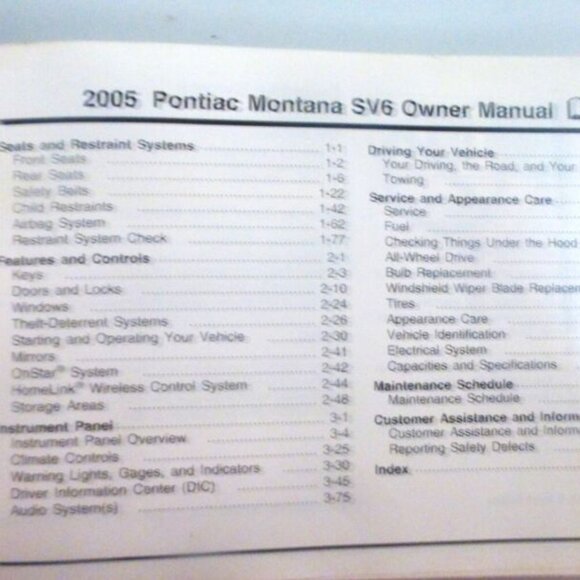 2005 Pontiac Montana SV6 Owner Manual
Seats and Restraint Systems 1-1
Front Seats 1-2
Rear Seats 1-6
Safety Belts 1-22
Child Restraints 1-42
Airbag System 1-62
Restraint System Check 1-77
Features and Controls 2-1
Keys 2-3
Doors and Locks 2-10
Windows 2-24
Theft-Deterrent Systems 2-26
Starting and Operating Your Vehicle 2-30
Mirrors 2-41
OnStar® System 2-42
HomeLink® Wireless Control System 2-44
Storage Areas 2-48
Instrument Panel 3-1
Instrument Panel Overview 3-4
Climate Controls 3-25
Warning Lights, Gages, and Indicators 3-30
Driver Information Center (DIC) 3-45
Audio System(s) 3-75
Driving Your Vehicle
Your Driving, the Road, and Your
Towing
Service and Appearance Care
Service
Fuel
Checking Things Under the Hood
All-Wheel Drive
Bulb Replacement
Windshield Wiper Blade Replacem
Tires
Appearance Care
Vehicle Identification
Electrical System
Capacities and Specifications
Maintenance Schedule
Maintenance Schedule
Customer Assistance and Inform
Customer Assistance and Informa
Reporting Safety Defects
Index